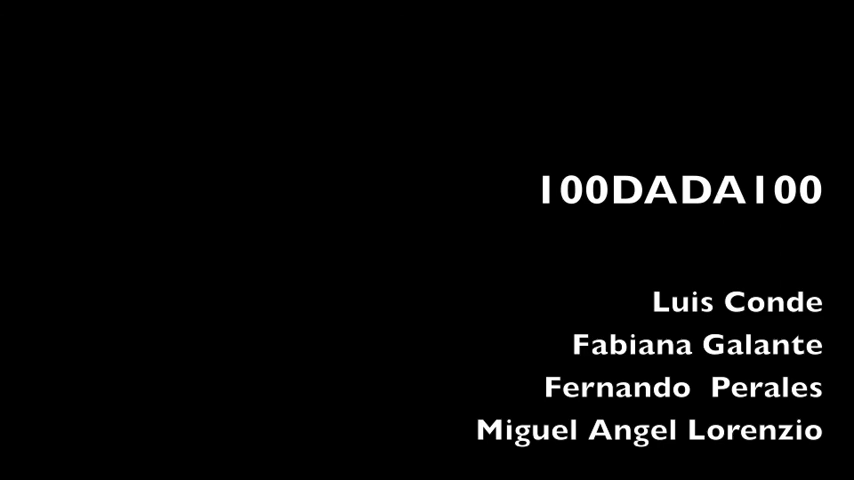 100DADA100
Luis Conde
Fabiana Galante
Fernando  Perales
Miguel Angel Lorenzio